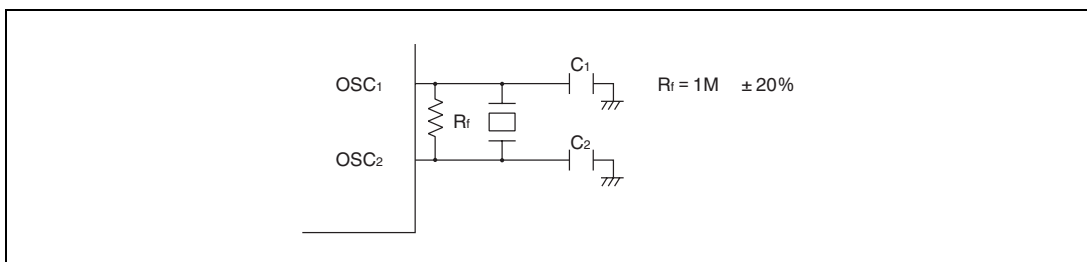 C₁
OSC₁
Rf = 1M ± 20%
Rf
C₂
OSC₂